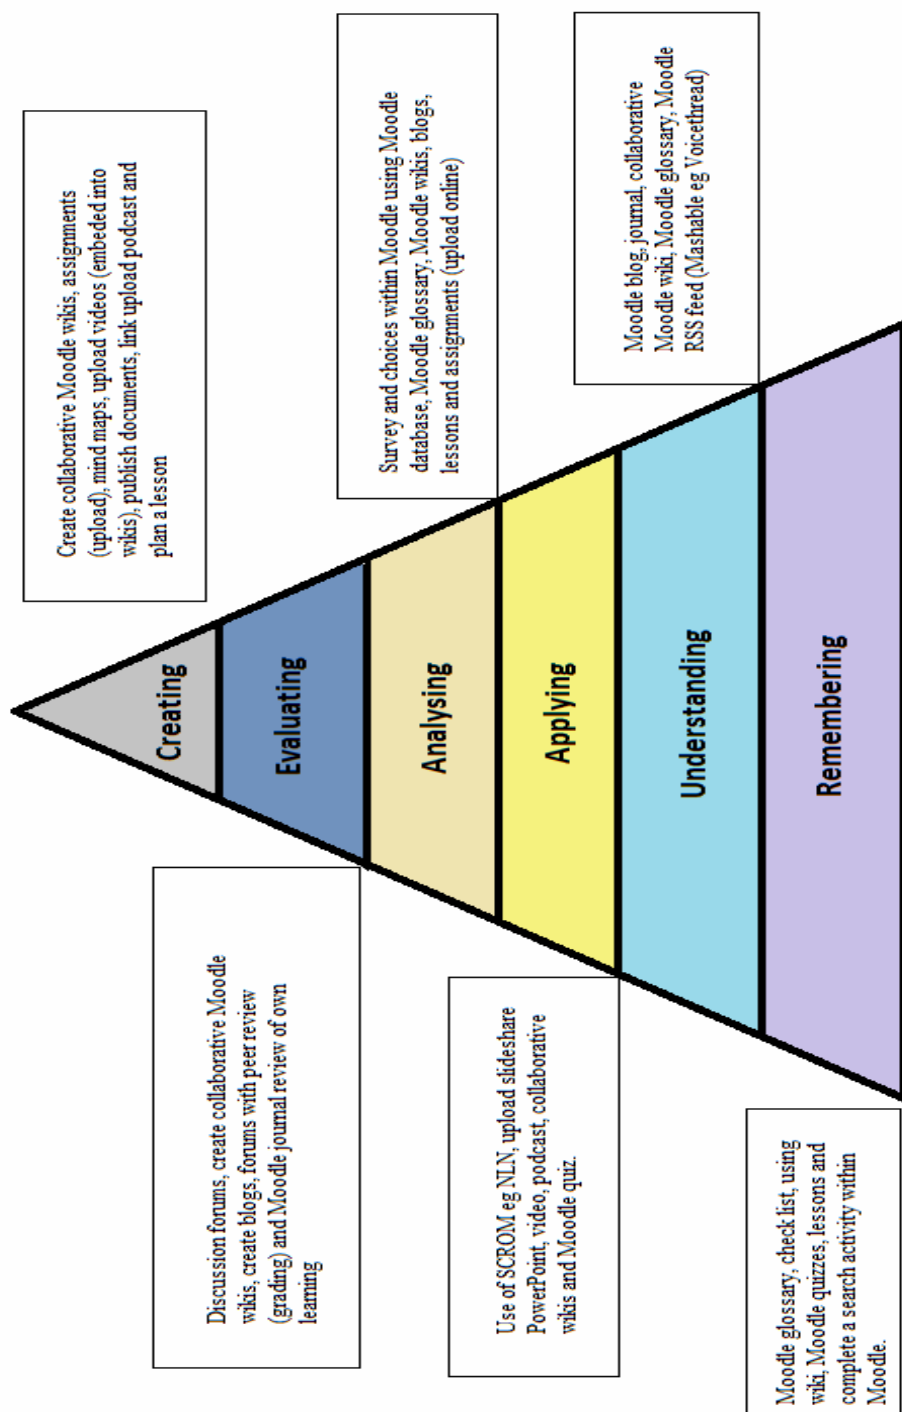 Create collaborative Moodle wikis, assignments
(upload), mind maps, upload videos (embeded into
wikis), publish documents, link upload podcast and
plan a lesson
Creating
Discussion forums, create collaborative Moodle
wikis, create blogs, forums with peer review
(grading) and Moodle journal review of own
learning
Evaluating
Survey and choices within Moodle using Moodle
database, Moodle glossary, Moodle wikis, blogs,
lessons and assignments (upload online)
Analysing
Use of SCROM eg NLN, upload slideshare
PowerPoint, video, podcast, collaborative
wikis and Moodle quiz.
Applying
Moodle blog, journal, collaborative
Moodle wiki, Moodle glossary, Moodle
RSS feed (Mashable eg Voicethread)
Understanding
Moodle glossary, check list, using
wiki, Moodle quizzes, lessons and
complete a search activity within
Moodle.
Remembering